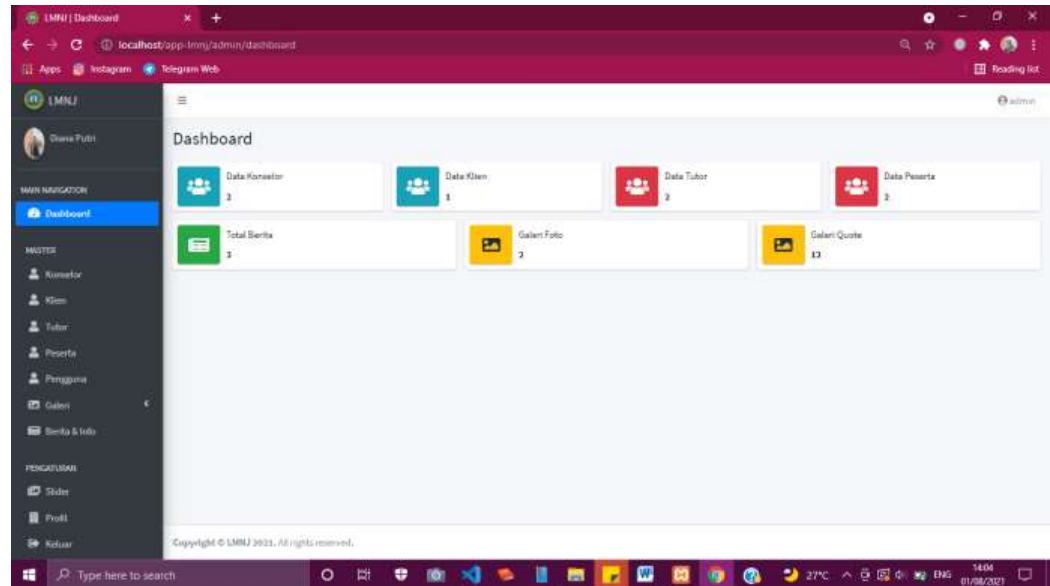 LMNJ | Dashboard
localhost/app-lmnj/admin/dashboard
Apps Instagram Telegram Web Reading list
LMNJ
admin
Diana Putri
Dashboard
Data Konselor
2
Data Klien
1
Data Tutor
2
Data Peserta
2
Total Berita
3
Galeri Foto
2
Galeri Quote
12
MAIN NAVIGATION
Dashboard
MASTER
Konselor
Klien
Tutor
Peserta
Pengguna
Galeri
Berita & Info
PENGATURAN
Slider
Profil
Keluar
Copyright © LMNJ 2021. All rights reserved.
Type here to search
27°C ENG
14:04
01/08/2021